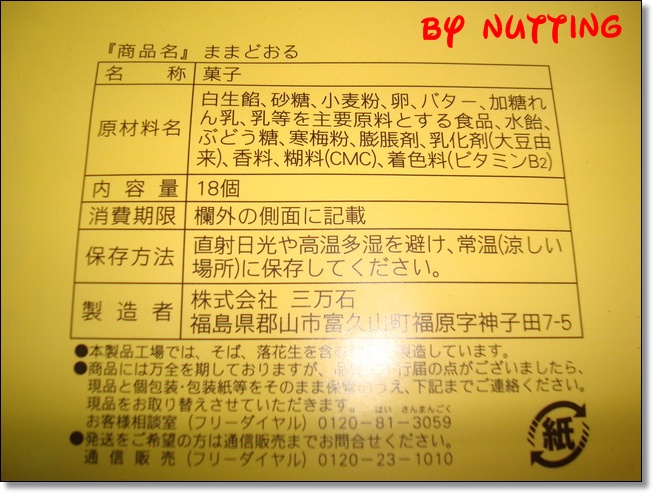 BY NUTTING
『商品名』 ままどおる
名称 菓子
原材料名 白生餡、砂糖、小麦粉、卵、バター、加糖れ
ん乳、乳等を主要原料とする食品、水飴、
ぶどう糖、寒梅粉、膨脹剤、乳化剤(大豆由
来)、香料、糊料(CMC)、着色料(ビタミンB2)
内容量 18個
消費期限 欄外の側面に記載
保存方法 直射日光や高温多湿を避け、常温(涼しい
場所)に保存してください。
製造者 株式会社 三万石
福島県郡山市富久山町福原字神子田7-5
●本製品工場では、そば、落花生を含む 製造しています。
●商品には万全を期しておりますが、 行届の点がございましたら、
現品と個包装・包装紙等をそのまま保管のうえ、下記までご連絡ください。
現品をお取り替えさせていただきます。
はい さんまんごく
お客様相談室 (フリーダイヤル) 0120-81-3059
●発送をご希望の方は通信販売までお問合せください。
通信販売 (フリーダイヤル) 0120-23-1010
紙